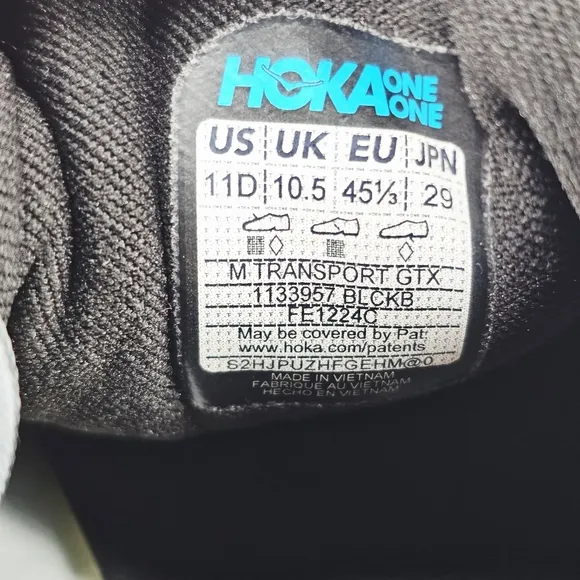 HOKA ONE ONE
US UK EU JPN
11D 10.5 45⅓ 29
M TRANSPORT GTX
1133957 BLCKB
FE1224C
May be covered by Pat:
www.hoka.com/patents
S2HJPUZHFGEHM@0
MADE IN VIETNAM
FABRIQUE AU VIETNAM
HECHO EN VIETNAM